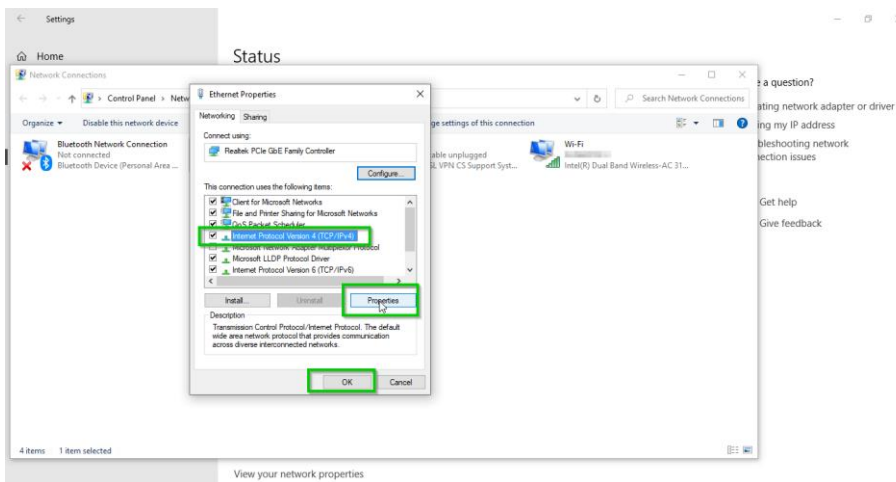 Settings
Home
Status
Network Connections
Control Panel > Netw
Search Network Connections
Organize
Disable this network device
ge settings of this connection
Bluetooth Network Connection
Not connected
Bluetooth Device (Personal Area ...
able unplugged
SL VPN CS Support Syst...
Wi-Fi
Intel(R) Dual Band Wireless-AC 31...
Ethernet Properties
Networking
Sharing
Connect using:
Realtek PCIe GbE Family Controller
Configure...
This connection uses the following items:
Client for Microsoft Networks
File and Printer Sharing for Microsoft Networks
QoS Packet Scheduler
Internet Protocol Version 4 (TCP/IPv4)
Microsoft Network Adapter Multiplexor Protocol
Microsoft LLDP Protocol Driver
Internet Protocol Version 6 (TCP/IPv6)
Install...
Uninstall
Properties
Description
Transmission Control Protocol/Internet Protocol. The default
wide area network protocol that provides communication
across diverse interconnected networks.
OK
Cancel
4 items
1 item selected
View your network properties
e a question?
ating network adapter or driver
ing my IP address
bleshooting network
nection issues
Get help
Give feedback